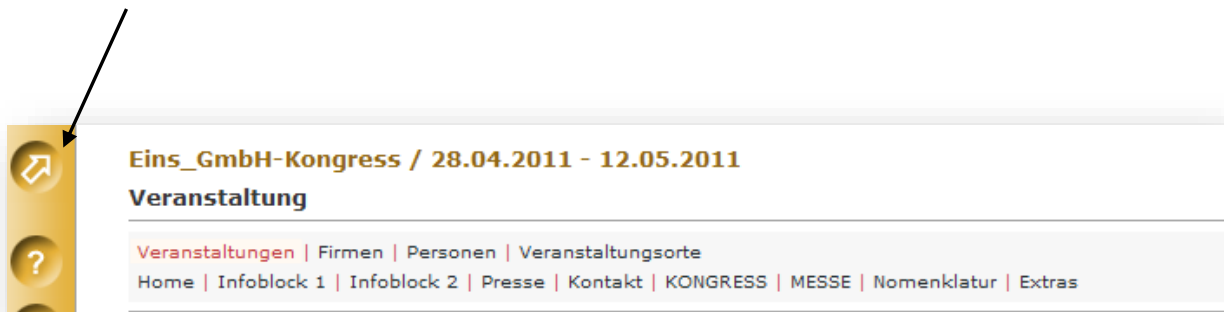 Eins_GmbH-Kongress / 28.04.2011 - 12.05.2011
Veranstaltung
?
Veranstaltungen | Firmen | Personen | Veranstaltungsorte
Home | Infoblock 1 | Infoblock 2 | Presse | Kontakt | KONGRESS | MESSE | Nomenklatur | Extras